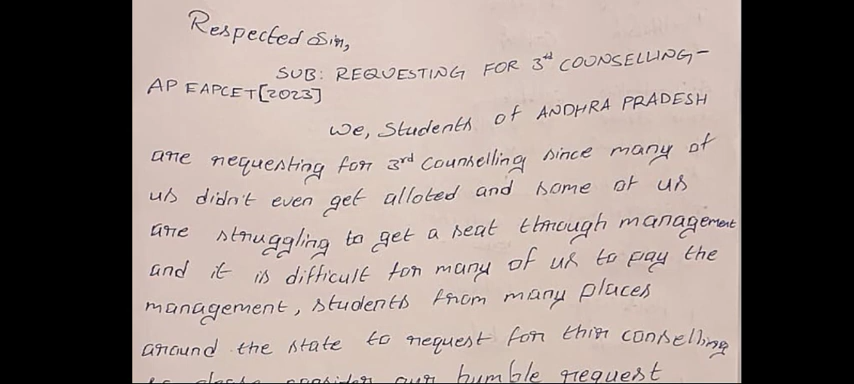 Respected Sir,
SUB: REQUESTING FOR 3rd COUNSELLING-
AP EAPCET[2023]
We, Students of ANDHRA PRADESH
are requesting for 3rd Counselling since many of
us didn't even get alloted and some of us
are struggling to get a seat through management
and it is difficult for many of us to pay the
management, students from many places
around the state to request for this conselling
so please consider our humble request